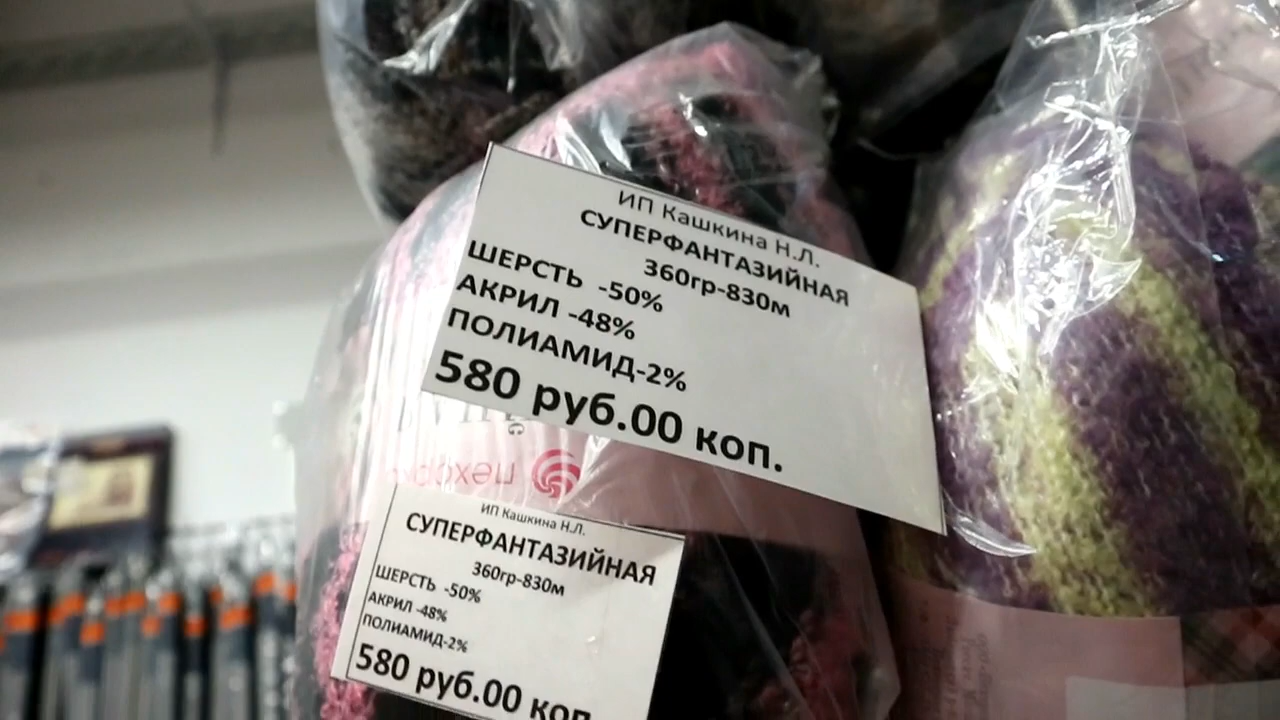 ИП Кашкина Н.Л.
СУПЕРФАНТАЗИЙНАЯ
360гр-830м
ШЕРСТЬ -50%
АКРИЛ -48%
ПОЛИАМИД-2%
580 руб.00 коп.
ИП Кашкина Н.Л.
СУПЕРФАНТАЗИЙНАЯ
360гр-830м
ШЕРСТЬ -50%
АКРИЛ -48%
ПОЛИАМИД-2%
580 руб.00 коп.